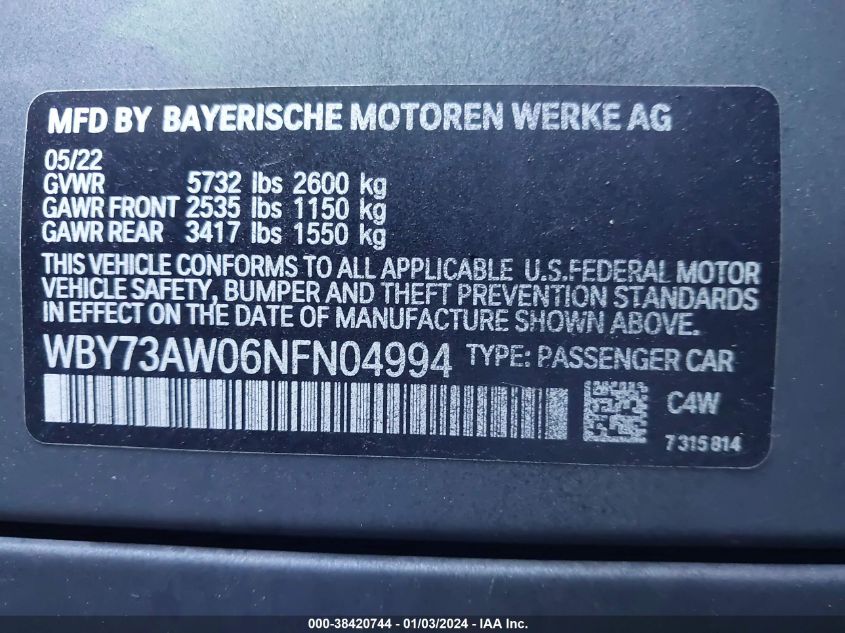 MFD BY BAYERISCHE MOTOREN WERKE AG
05/22
GVWR 5732 lbs 2600 kg
GAWR FRONT 2535 lbs 1150 kg
GAWR REAR 3417 lbs 1550 kg
THIS VEHICLE CONFORMS TO ALL APPLICABLE U.S.FEDERAL MOTOR
VEHICLE SAFETY, BUMPER AND THEFT PREVENTION STANDARDS
IN EFFECT ON THE DATE OF MANUFACTURE SHOWN ABOVE.
WBY73AW06NFN04994 TYPE: PASSENGER CAR
C4W
7315814
000-38420744 - 01/03/2024 - IAA Inc.